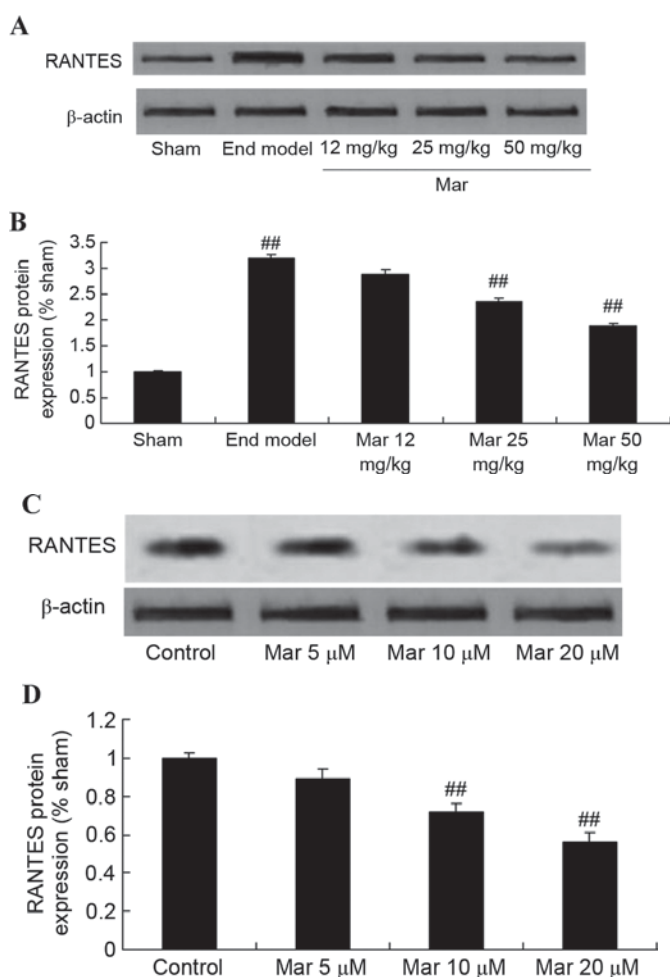 A
RANTES
β-actin
Sham End model 12 mg/kg 25 mg/kg 50 mg/kg
Mar
B
RANTES protein
expression (% sham)
3.5
3
2.5
2
1.5
1
0.5
0
##
##
##
Sham End model Mar 12 Mar 25 Mar 50
mg/kg mg/kg mg/kg
C
RANTES
β-actin
Control Mar 5 μM Mar 10 μM Mar 20 μM
D
RANTES protein
expression (% sham)
1.2
1
0.8
0.6
0.4
0.2
0
##
##
Control Mar 5 μM Mar 10 μM Mar 20 μM